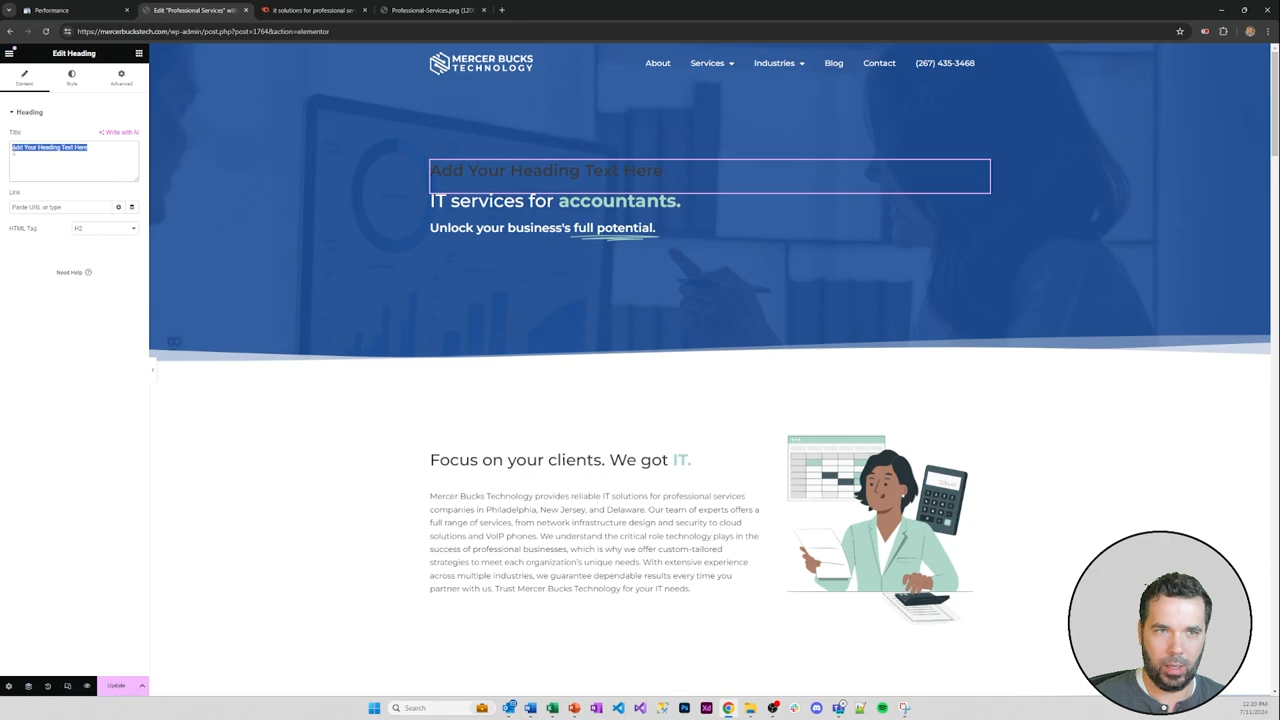 Performance
Edit "Professional Services" wi
it solutions for professional ser
Professional-Services.png (12
https://mercerbuckstech.com/wp-admin/post.php?post=1764&action=elementor
Edit Heading
Content
Style
Advanced
Heading
Title
Write with AI
Add Your Heading Text Here
Link
Paste URL or type
HTML Tag
H2
Need Help
Update
MERCER BUCKS
TECHNOLOGY
About Services Industries Blog Contact (267) 435-3468
Add Your Heading Text Here
IT services for accountants.
Unlock your business's full potential.
Focus on your clients. We got IT.
Mercer Bucks Technology provides reliable IT solutions for professional services
companies in Philadelphia, New Jersey, and Delaware. Our team of experts offers a
full range of services, from network infrastructure design and security to cloud
solutions and VoIP phones. We understand the critical role technology plays in the
success of professional businesses, which is why we offer custom-tailored
strategies to meet each organization's unique needs. With extensive experience
across multiple industries, we guarantee dependable results every time you
partner with us. Trust Mercer Bucks Technology for your IT needs.
Search
12:20 PM
7/11/2024